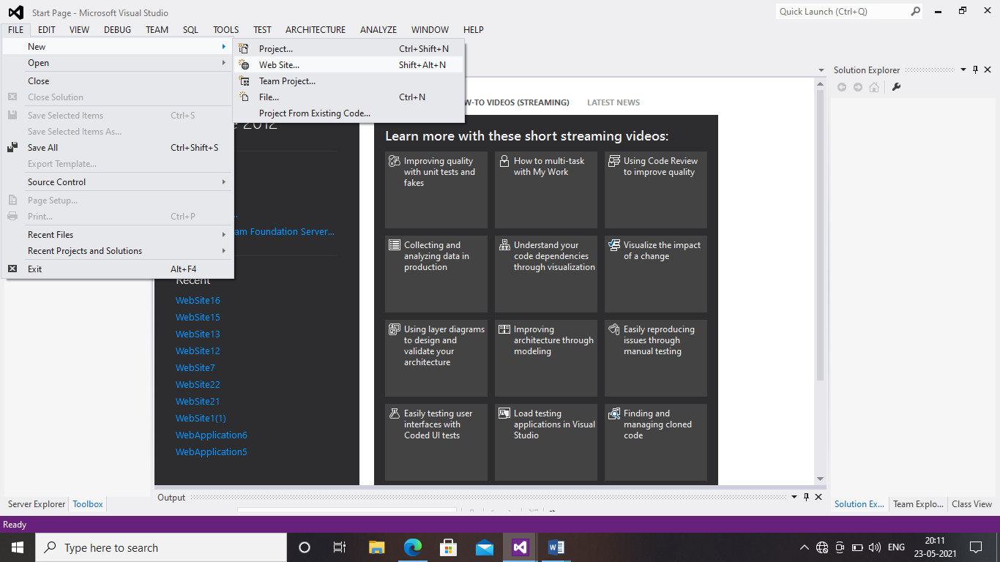 Start Page - Microsoft Visual Studio
Quick Launch (Ctrl+Q)
FILE EDIT VIEW DEBUG TEAM SQL TOOLS TEST ARCHITECTURE ANALYZE WINDOW HELP
New
Open
Close
Close Solution
Save Selected Items Ctrl+S
Save Selected Items As...
Save All Ctrl+Shift+S
Export Template...
Source Control
Page Setup...
Print... Ctrl+P
Recent Files
Recent Projects and Solutions
Exit Alt+F4
Project... Ctrl+Shift+N
Web Site... Shift+Alt+N
Team Project...
File... Ctrl+N
Project From Existing Code...
2012
am Foundation Server...
Recent
WebSite16
WebSite15
WebSite13
WebSite12
WebSite7
WebSite22
WebSite21
WebSite1(1)
WebApplication6
WebApplication5
W-TO VIDEOS (STREAMING) LATEST NEWS
Learn more with these short streaming videos:
Improving quality
with unit tests and
fakes
How to multi-task
with My Work
Using Code Review
to improve quality
Collecting and
analyzing data in
production
Understand your
code dependencies
through visualization
Visualize the impact
of a change
Using layer diagrams
to design and
validate your
architecture
Improving
architecture through
modeling
Easily reproducing
issues through
manual testing
Easily testing user
interfaces with
Coded UI tests
Load testing
applications in Visual
Studio
Finding and
managing cloned
code
Solution Explorer
Server Explorer Toolbox
Output
Solution Ex... Team Explo... Class View
Ready
Type here to search
ENG
20:11
23-05-2021